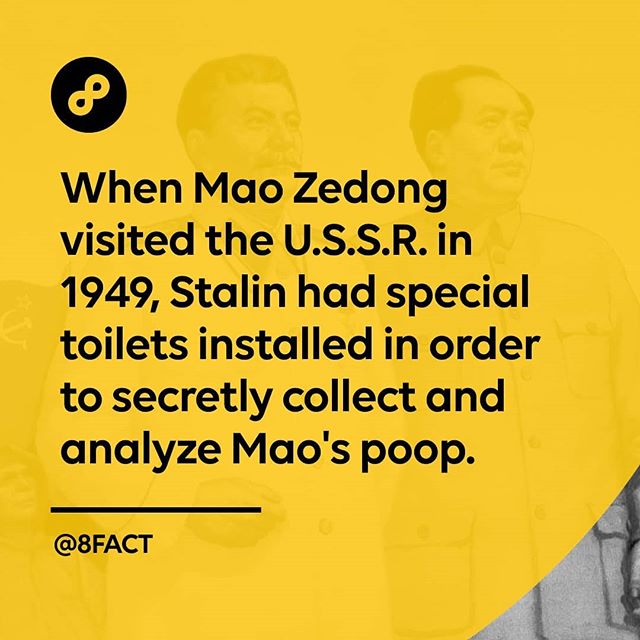 When Mao Zedong
visited the U.S.S.R. in
1949, Stalin had special
toilets installed in order
to secretly collect and
analyze Mao's poop.
@8FACT